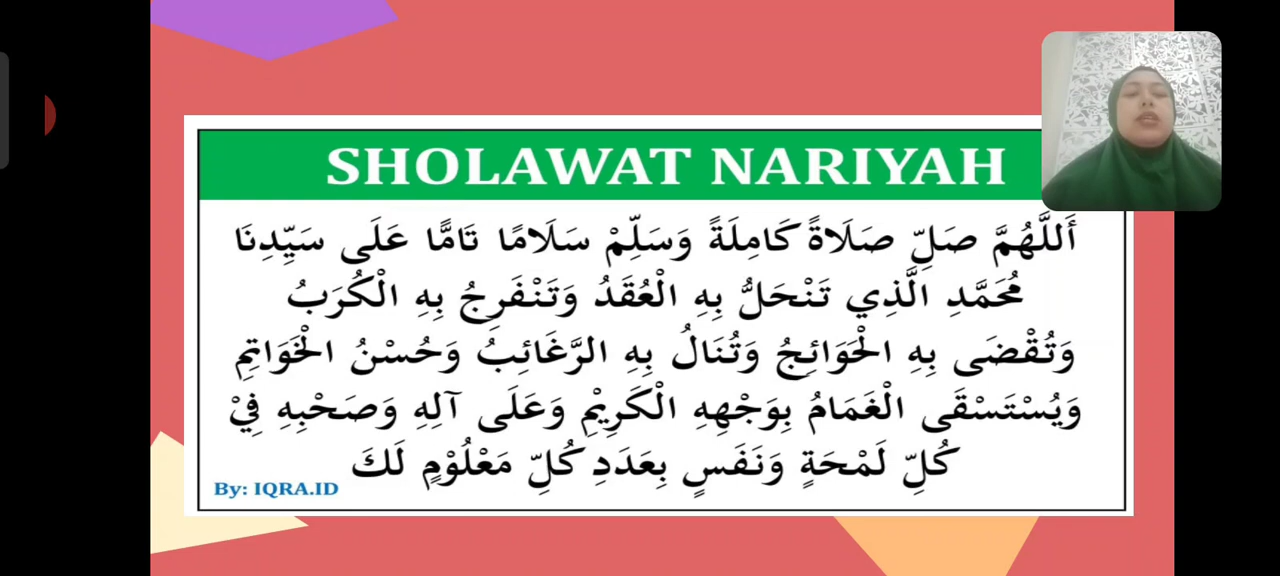 SHOLAWAT NARIYAH
أَللَّهُمَّ صَلِّ صَلَاةً كَامِلَةً وَسَلِّمْ سَلَامًا تَامًّا عَلَى سَيِّدِنَا
مُحَمَّدِ الَّذِي تَنْحَلُّ بِهِ الْعُقَدُ وَتَنْفَرِجُ بِهِ الْكُرَبُ
وَتُقْضَى بِهِ الْحَوَائِجُ وَتُنَالُ بِهِ الرَّغَائِبُ وَحُسْنُ الْخَوَاتِمِ
وَيُسْتَسْقَى الْغَمَامُ بِوَجْهِهِ الْكَرِيْمِ وَعَلَى آلِهِ وَصَحْبِهِ فِيْ
كُلِّ لَمْحَةٍ وَنَفَسٍ بِعَدَدِ كُلِّ مَعْلُوْمٍ لَكَ
By: IQRA.ID